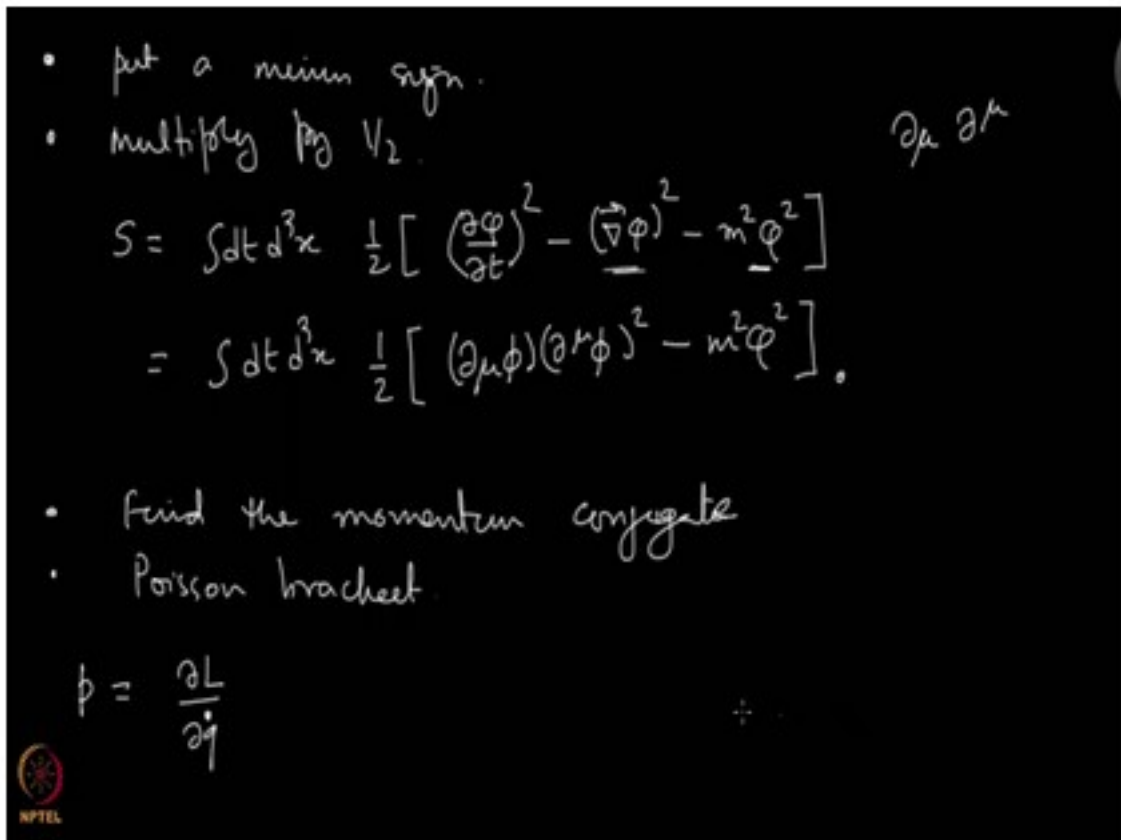 • put a minus sign.
• multiply by 1/2.
∂μ ∂^μ
S = ∫dt d³x 1/2 [ (∂φ/∂t)² − (∇⃗φ)² − m²φ² ]
= ∫dt d³x 1/2 [ (∂μϕ)(∂^μϕ)² − m²φ² ].
• Find the momentum conjugate
• Poisson bracket.
p = ∂L/∂q̇
NPTEL